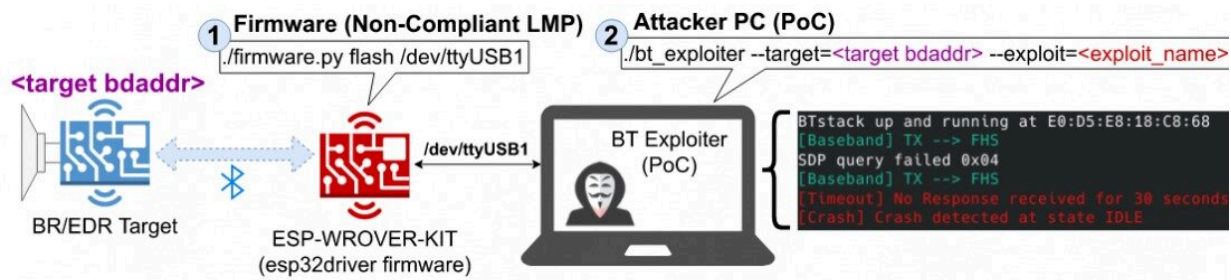 1 Firmware (Non-Compliant LMP)
./firmware.py flash /dev/ttyUSB1
2 Attacker PC (PoC)
./bt_exploiter --target=<target bdaddr> --exploit=<exploit_name>
<target bdaddr>
BR/EDR Target
ESP-WROVER-KIT
(esp32driver firmware)
/dev/ttyUSB1
BT Exploiter
(PoC)
BTstack up and running at E0:D5:E8:18:C8:68
[Baseband] TX --> FHS
SDP query failed 0x04
[Baseband] TX --> FHS
[Timeout] No Response received for 30 seconds
[Crash] Crash detected at state IDLE